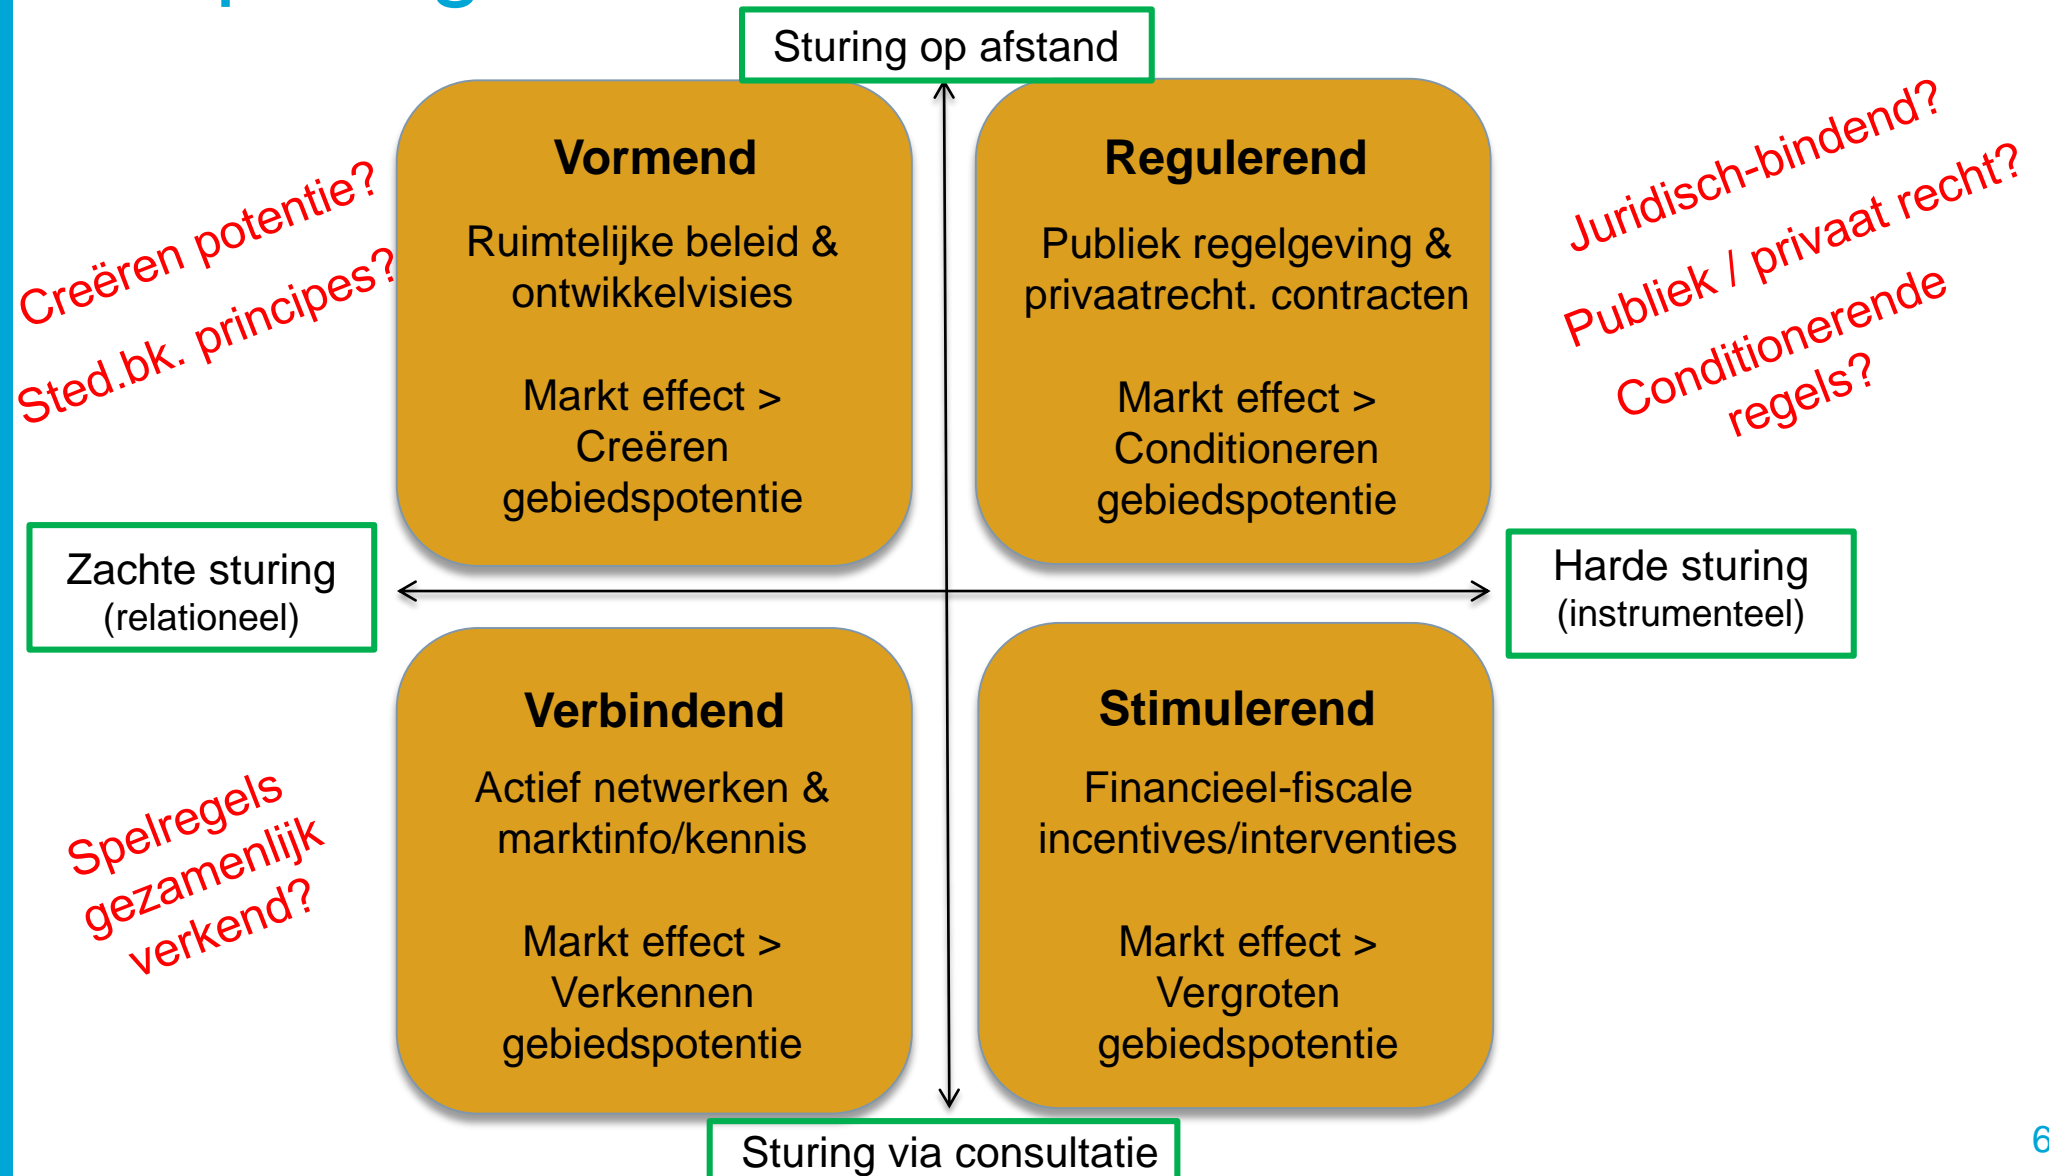 Sturing op afstand
Vormend
Ruimtelijke beleid &
ontwikkelvisies
Markt effect >
Creëren
gebiedspotentie
Regulerend
Publiek regelgeving &
privaatrecht. contracten
Markt effect >
Conditioneren
gebiedspotentie
Creëren potentie?
Sted.bk. principes?
Juridisch-bindend?
Publiek / privaat recht?
Conditionerende
regels?
Zachte sturing
(relationeel)
Harde sturing
(instrumenteel)
Verbindend
Actief netwerken &
marktinfo/kennis
Markt effect >
Verkennen
gebiedspotentie
Stimulerend
Financieel-fiscale
incentives/interventies
Markt effect >
Vergroten
gebiedspotentie
Spelregels
gezamenlijk
verkend?
Sturing via consultatie
6